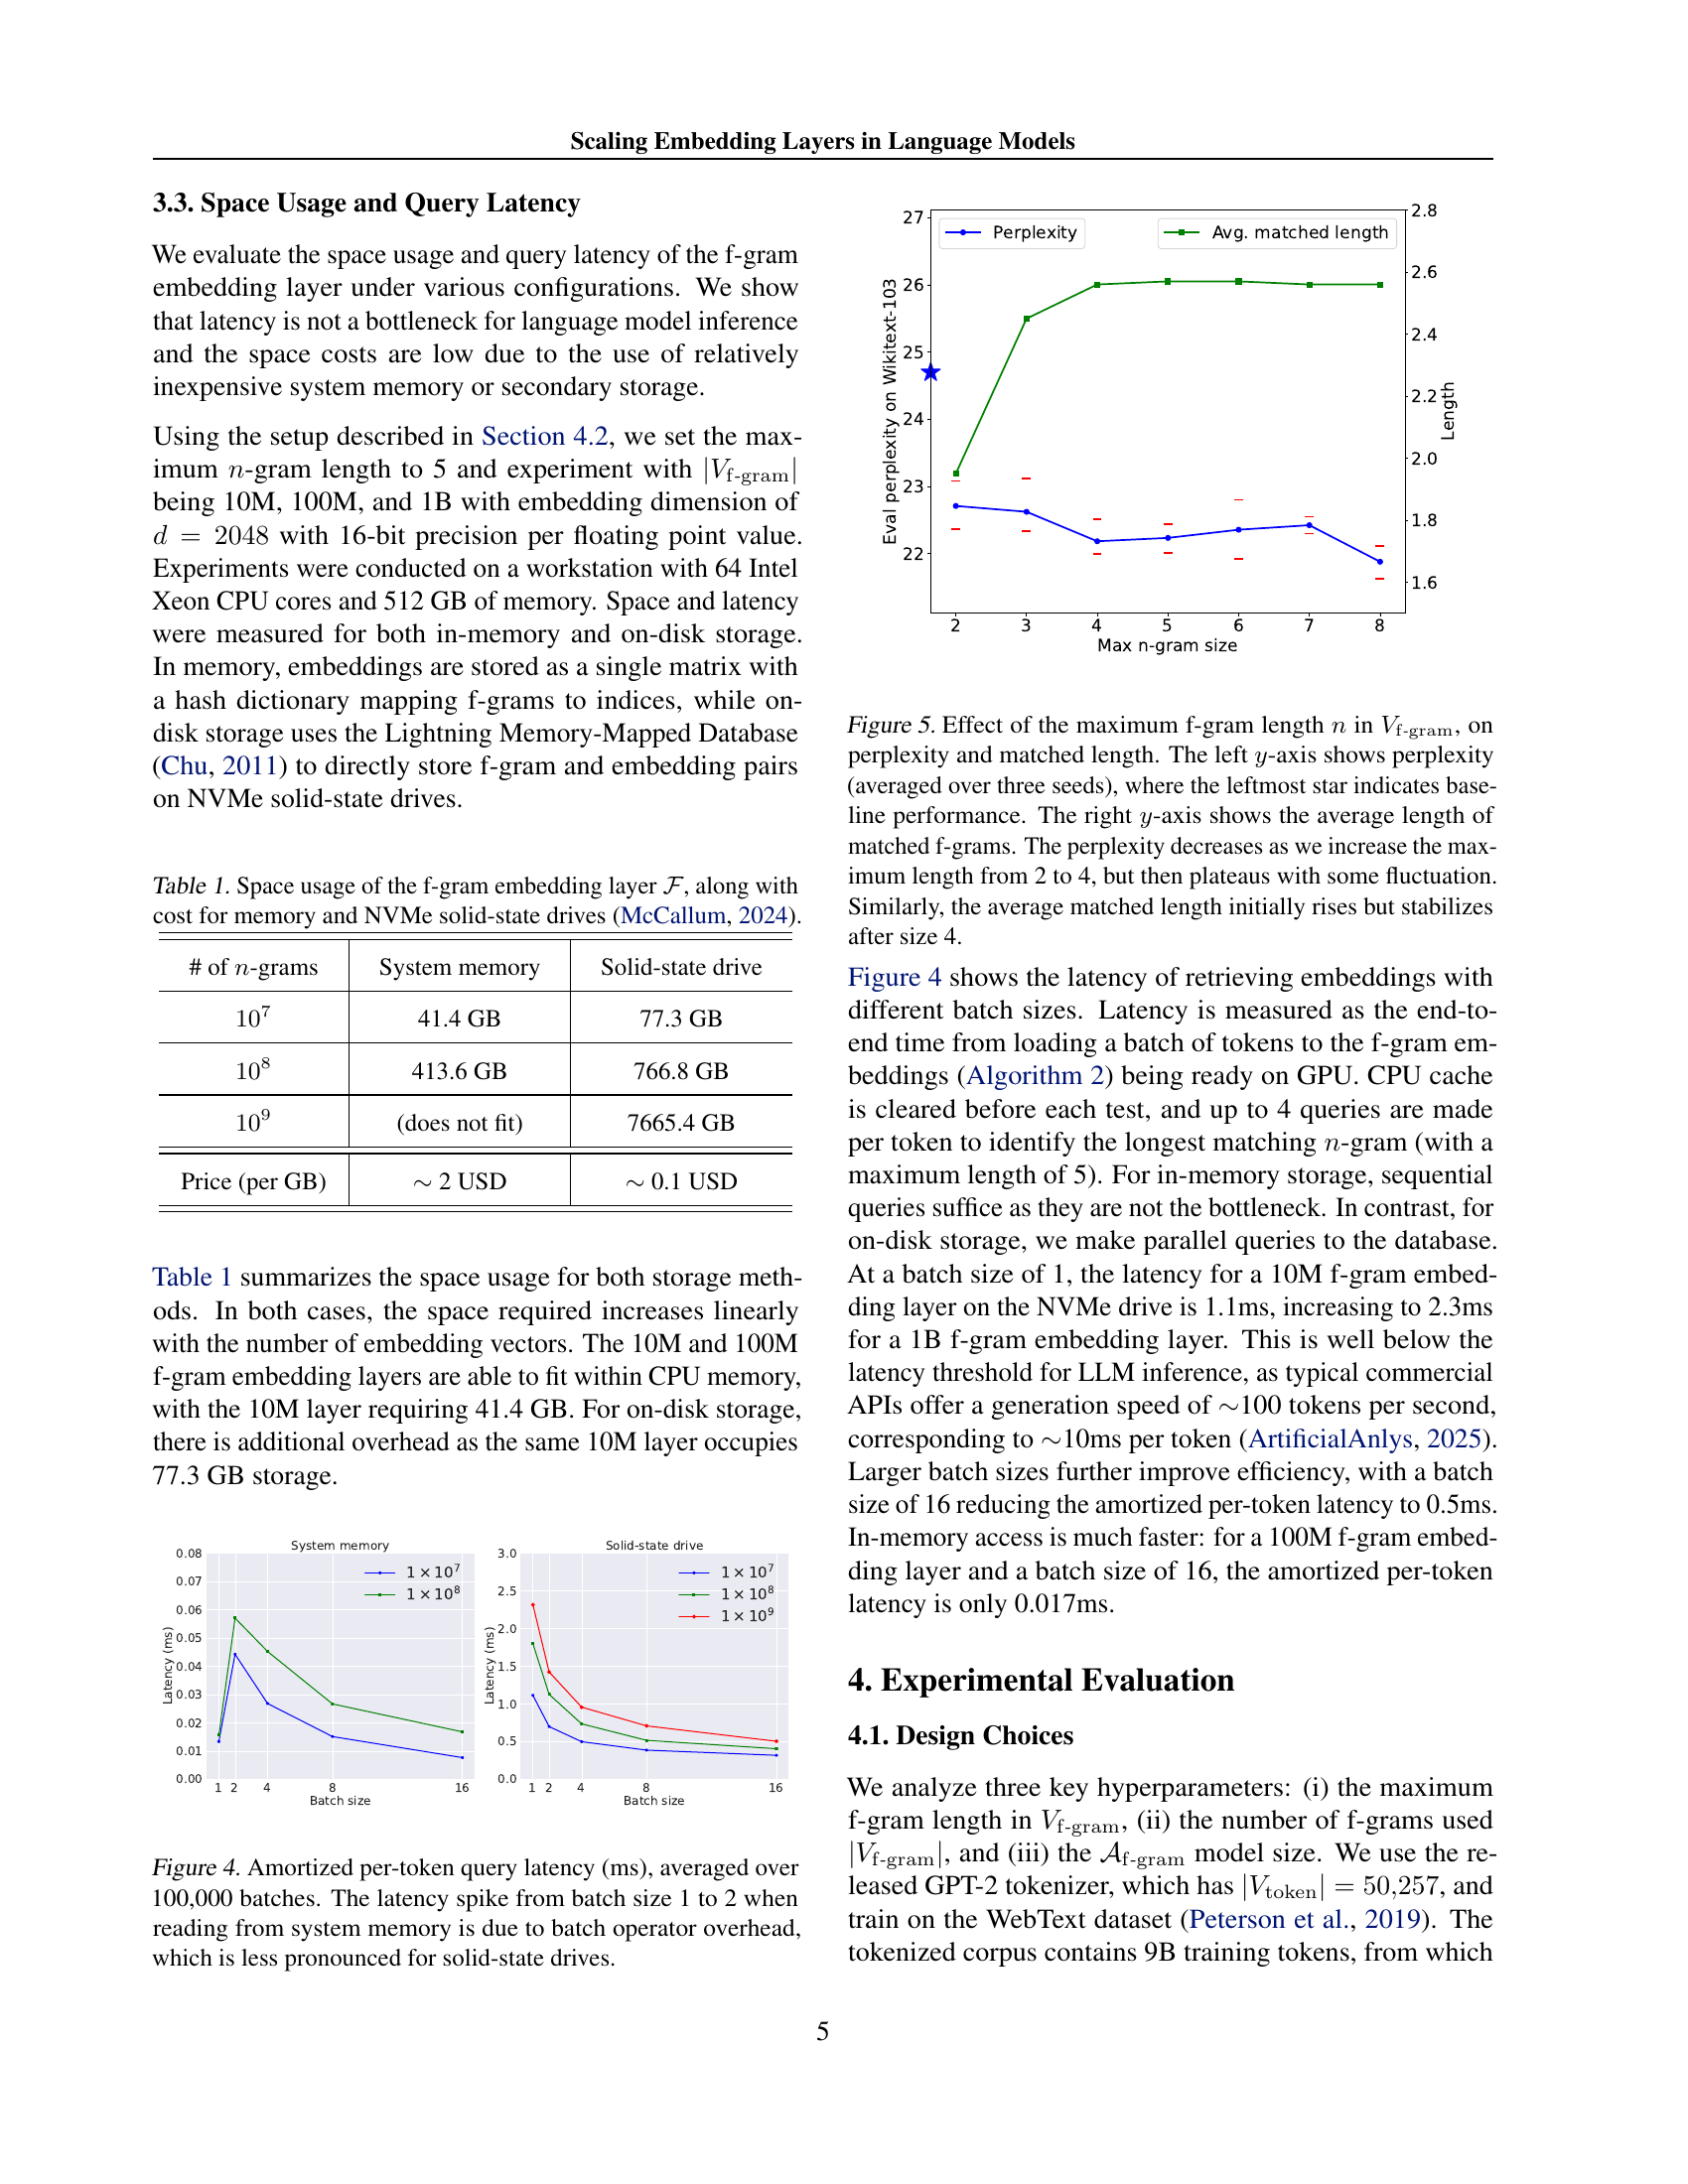 Scaling Embedding Layers in Language Models
3.3. Space Usage and Query Latency
We evaluate the space usage and query latency of the f-gram
embedding layer under various configurations. We show
that latency is not a bottleneck for language model inference
and the space costs are low due to the use of relatively
inexpensive system memory or secondary storage.
Using the setup described in Section 4.2, we set the max-
imum n-gram length to 5 and experiment with |V_f-gram|
being 10M, 100M, and 1B with embedding dimension of
d = 2048 with 16-bit precision per floating point value.
Experiments were conducted on a workstation with 64 Intel
Xeon CPU cores and 512 GB of memory. Space and latency
were measured for both in-memory and on-disk storage.
In memory, embeddings are stored as a single matrix with
a hash dictionary mapping f-grams to indices, while on-
disk storage uses the Lightning Memory-Mapped Database
(Chu, 2011) to directly store f-gram and embedding pairs
on NVMe solid-state drives.
Table 1. Space usage of the f-gram embedding layer F, along with
cost for memory and NVMe solid-state drives (McCallum, 2024).
# of n-grams System memory Solid-state drive
10^7 41.4 GB 77.3 GB
10^8 413.6 GB 766.8 GB
10^9 (does not fit) 7665.4 GB
Price (per GB) ∼ 2 USD ∼ 0.1 USD
Table 1 summarizes the space usage for both storage meth-
ods. In both cases, the space required increases linearly
with the number of embedding vectors. The 10M and 100M
f-gram embedding layers are able to fit within CPU memory,
with the 10M layer requiring 41.4 GB. For on-disk storage,
there is additional overhead as the same 10M layer occupies
77.3 GB storage.
System memory
0.08
0.07
0.06
0.05
0.04
0.03
0.02
0.01
0.00
Latency (ms)
1 × 10^7
1 × 10^8
1 2 4 8 16
Batch size
Solid-state drive
3.0
2.5
2.0
1.5
1.0
0.5
0.0
Latency (ms)
1 × 10^7
1 × 10^8
1 × 10^9
1 2 4 8 16
Batch size
Figure 4. Amortized per-token query latency (ms), averaged over
100,000 batches. The latency spike from batch size 1 to 2 when
reading from system memory is due to batch operator overhead,
which is less pronounced for solid-state drives.
27
26
25
24
23
22
Eval perplexity on Wikitext-103
Perplexity
Avg. matched length
2.8
2.6
2.4
2.2
2.0
1.8
1.6
Length
2 3 4 5 6 7 8
Max n-gram size
Figure 5. Effect of the maximum f-gram length n in V_f-gram, on
perplexity and matched length. The left y-axis shows perplexity
(averaged over three seeds), where the leftmost star indicates base-
line performance. The right y-axis shows the average length of
matched f-grams. The perplexity decreases as we increase the max-
imum length from 2 to 4, but then plateaus with some fluctuation.
Similarly, the average matched length initially rises but stabilizes
after size 4.
Figure 4 shows the latency of retrieving embeddings with
different batch sizes. Latency is measured as the end-to-
end time from loading a batch of tokens to the f-gram em-
beddings (Algorithm 2) being ready on GPU. CPU cache
is cleared before each test, and up to 4 queries are made
per token to identify the longest matching n-gram (with a
maximum length of 5). For in-memory storage, sequential
queries suffice as they are not the bottleneck. In contrast, for
on-disk storage, we make parallel queries to the database.
At a batch size of 1, the latency for a 10M f-gram embed-
ding layer on the NVMe drive is 1.1ms, increasing to 2.3ms
for a 1B f-gram embedding layer. This is well below the
latency threshold for LLM inference, as typical commercial
APIs offer a generation speed of ∼100 tokens per second,
corresponding to ∼10ms per token (ArtificialAnlys, 2025).
Larger batch sizes further improve efficiency, with a batch
size of 16 reducing the amortized per-token latency to 0.5ms.
In-memory access is much faster: for a 100M f-gram embed-
ding layer and a batch size of 16, the amortized per-token
latency is only 0.017ms.
4. Experimental Evaluation
4.1. Design Choices
We analyze three key hyperparameters: (i) the maximum
f-gram length in V_f-gram, (ii) the number of f-grams used
|V_f-gram|, and (iii) the A_f-gram model size. We use the re-
leased GPT-2 tokenizer, which has |V_token| = 50,257, and
train on the WebText dataset (Peterson et al., 2019). The
tokenized corpus contains 9B training tokens, from which
5